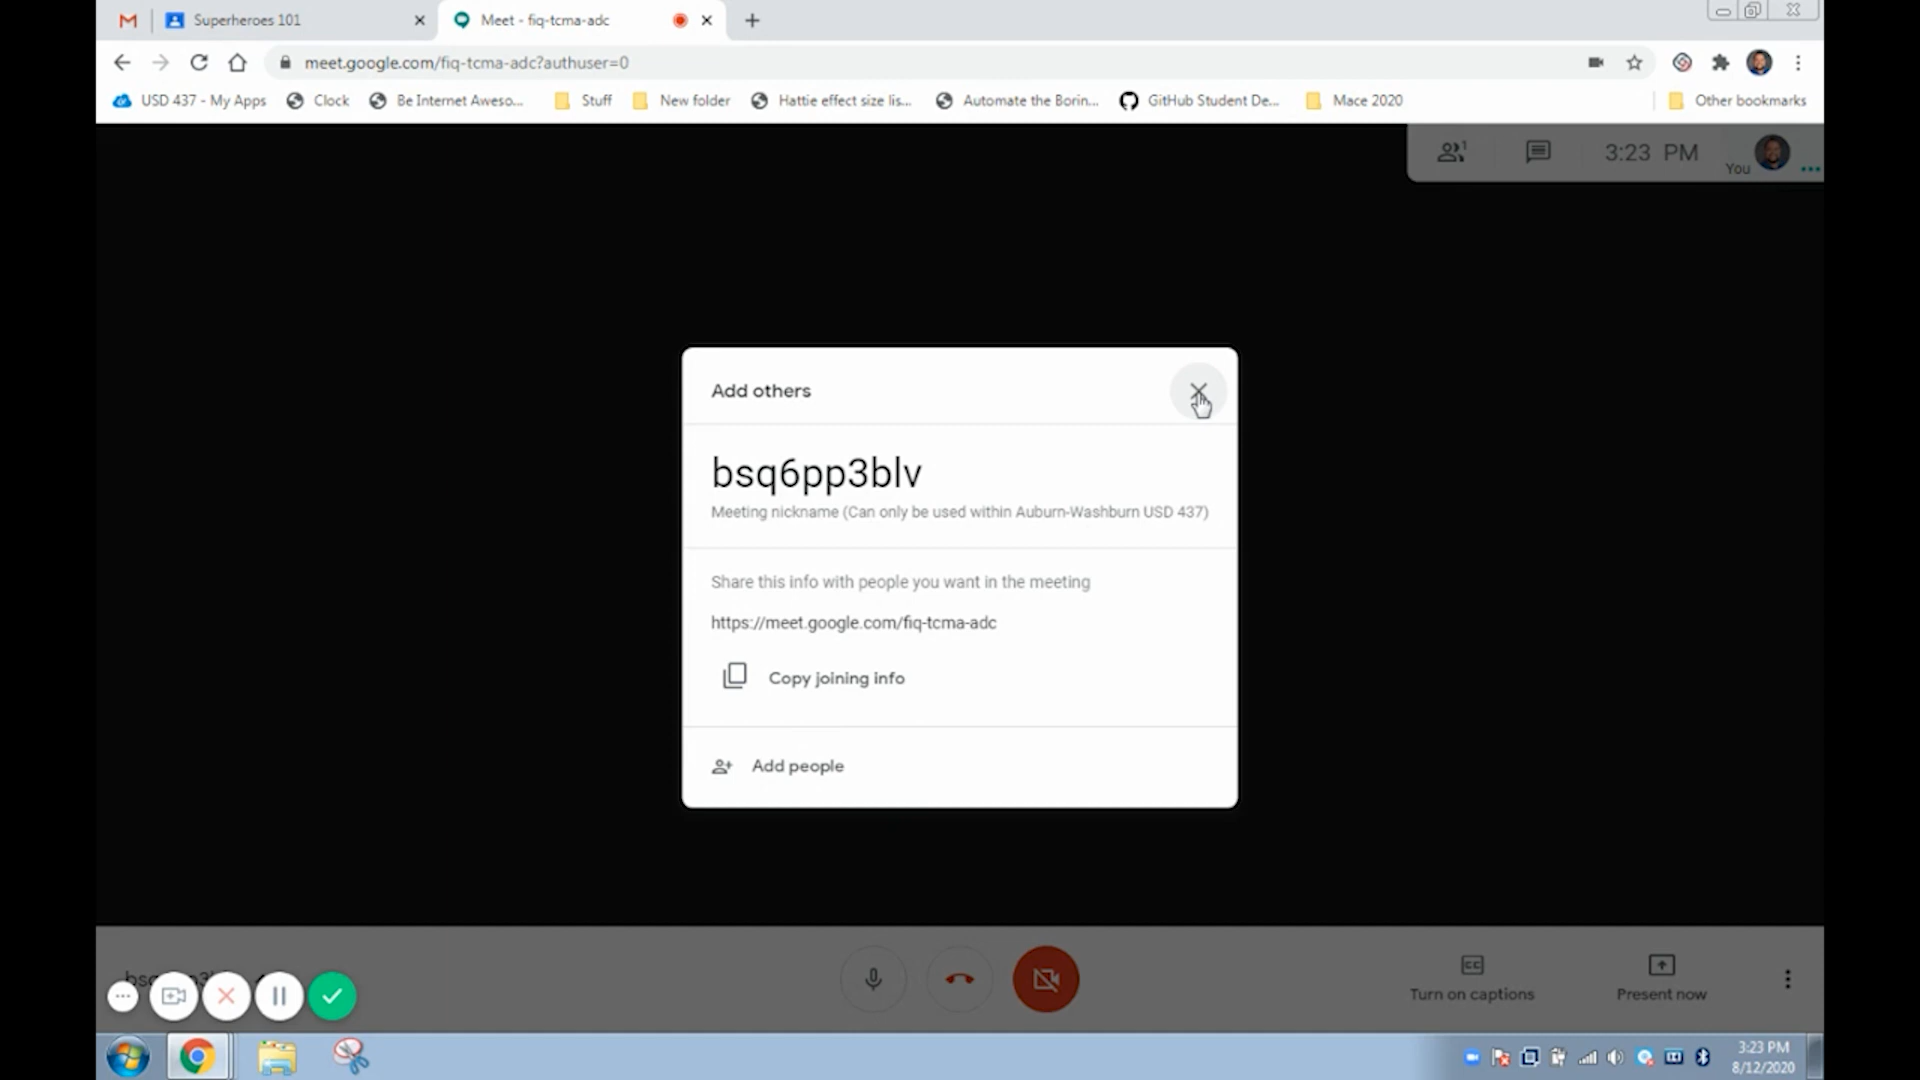 Superheroes 101
Meet - fiq-tcma-adc
meet.google.com/fiq-tcma-adc?authuser=0
USD 437 - My Apps
Clock
Be Internet Aweso...
Stuff
New folder
Hattie effect size lis...
Automate the Borin...
GitHub Student De...
Mace 2020
Other bookmarks
1
3:23 PM
You
Add others
bsq6pp3blv
Meeting nickname (Can only be used within Auburn-Washburn USD 437)
Share this info with people you want in the meeting
https://meet.google.com/fiq-tcma-adc
Copy joining info
Add people
CC
Turn on captions
Present now
3:23 PM
8/12/2020